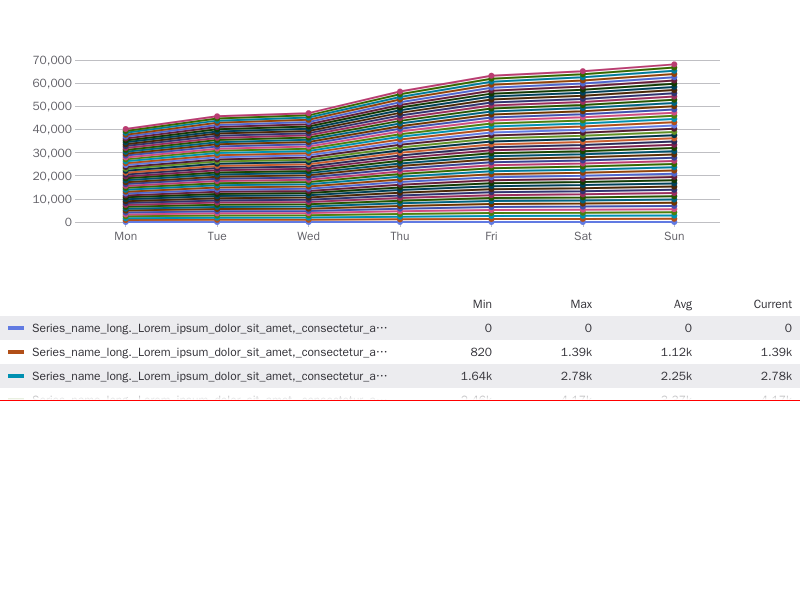 70,000
60,000
50,000
40,000
30,000
20,000
10,000
0
Mon Tue Wed Thu Fri Sat Sun
Min Max Avg Current
Series_name_long._Lorem_ipsum_dolor_sit_amet,_consectetur_a⋯ 0 0 0 0
Series_name_long._Lorem_ipsum_dolor_sit_amet,_consectetur_a⋯ 820 1.39k 1.12k 1.39k
Series_name_long._Lorem_ipsum_dolor_sit_amet,_consectetur_a⋯ 1.64k 2.78k 2.25k 2.78k